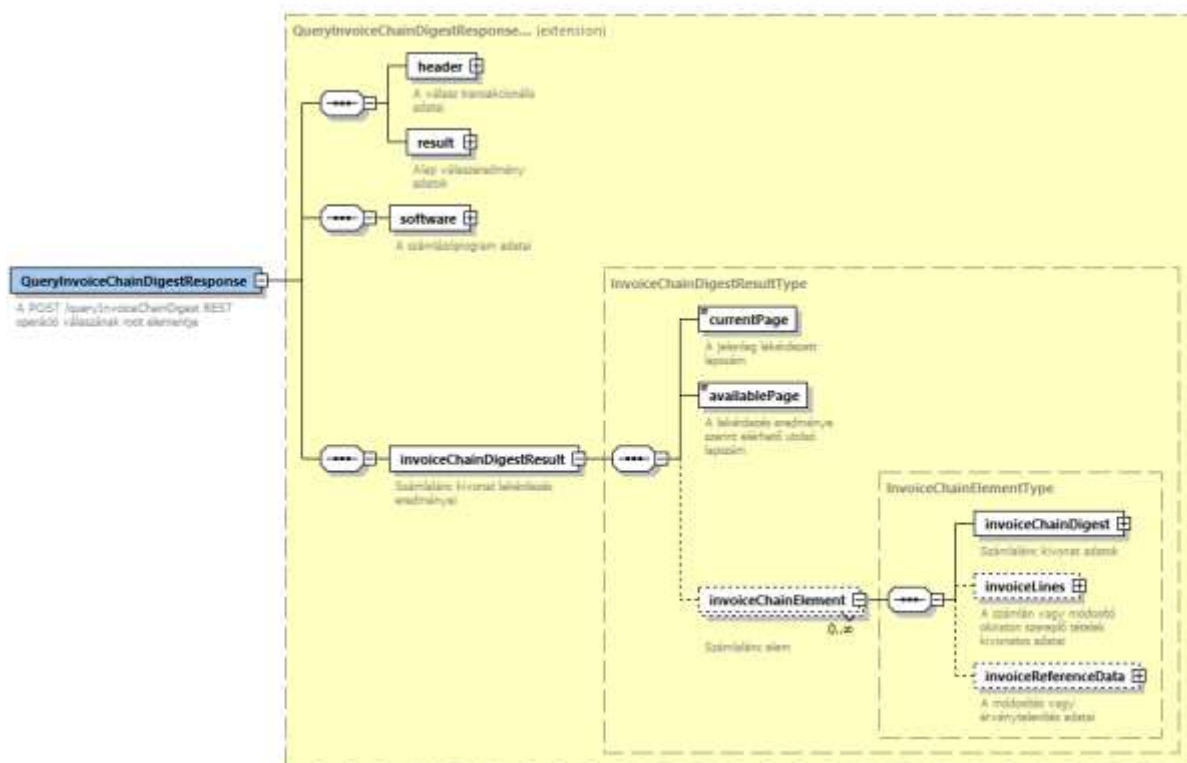 QueryInvoiceChainDigestResponse... (extension)
header
A válasz tranzakcionális
adatai
result
Alap válaszeredmény
adatok
software
A számlázóprogram adatai
QueryInvoiceChainDigestResponse
A POST /queryInvoiceChainDigest REST
operáció válaszának root elementje
InvoiceChainDigestResultType
currentPage
A jelenleg lekérdezett
lapszám
availablePage
A lekérdezés eredménye
szerint elérhető utolsó
lapszám
invoiceChainDigestResult
Számlalánc kivonat lekérdezés
eredményei
InvoiceChainElementType
invoiceChainDigest
Számlalánc kivonat adatok
invoiceLines
A számlán vagy módosító
okiraton szereplő tételek
kivonatos adatai
invoiceChainElement
0..∞
Számlalánc elem
invoiceReferenceData
A módosítás vagy
érvénytelenítés adatai